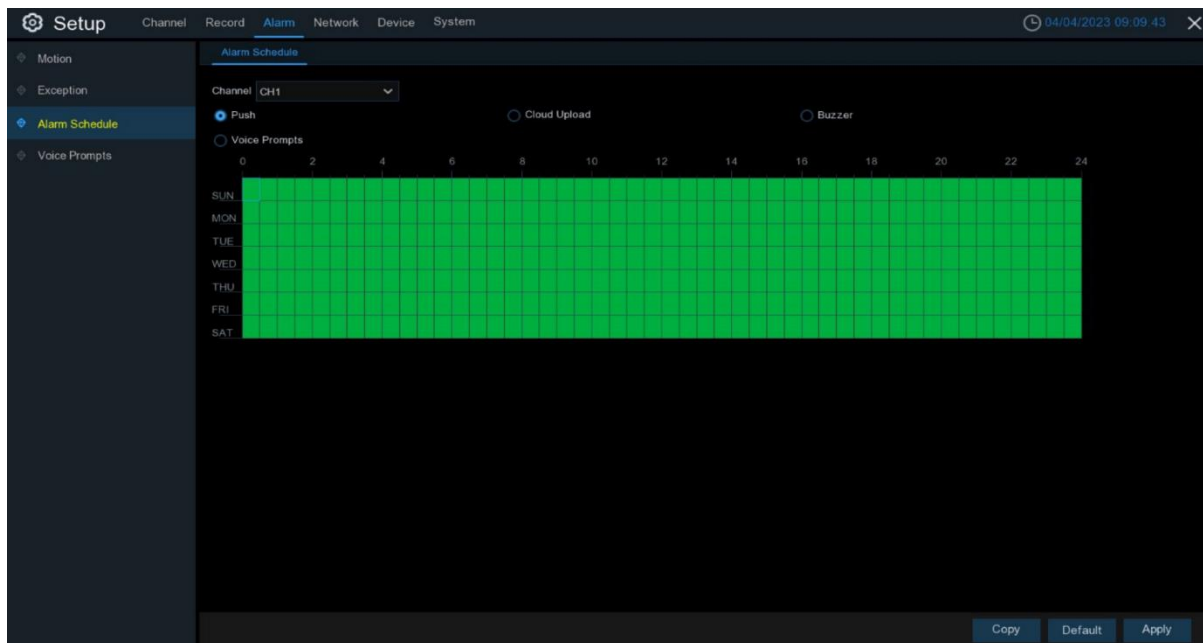 Setup Channel Record Alarm Network Device System 04/04/2023 09:09:43
Motion
Exception
Alarm Schedule
Voice Prompts
Alarm Schedule
Channel CH1
Push Cloud Upload Buzzer
Voice Prompts
0 2 4 6 8 10 12 14 16 18 20 22 24
SUN
MON
TUE
WED
THU
FRI
SAT
Copy Default Apply